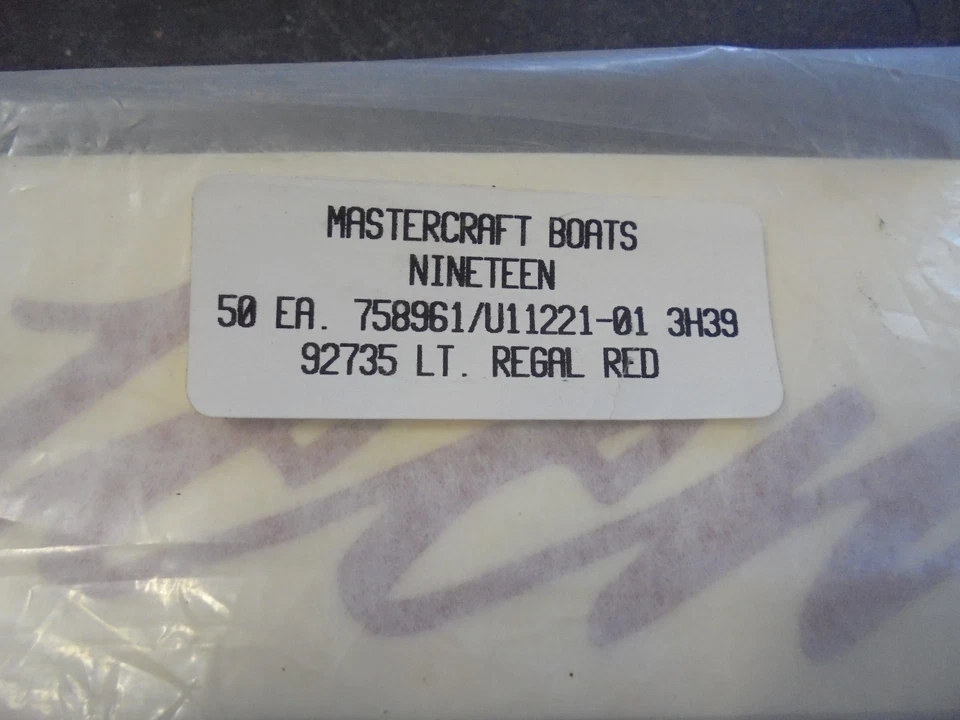 MASTERCRAFT BOATS
NINETEEN
50 EA. 758961/U11221-01 3H39
92735 LT. REGAL RED